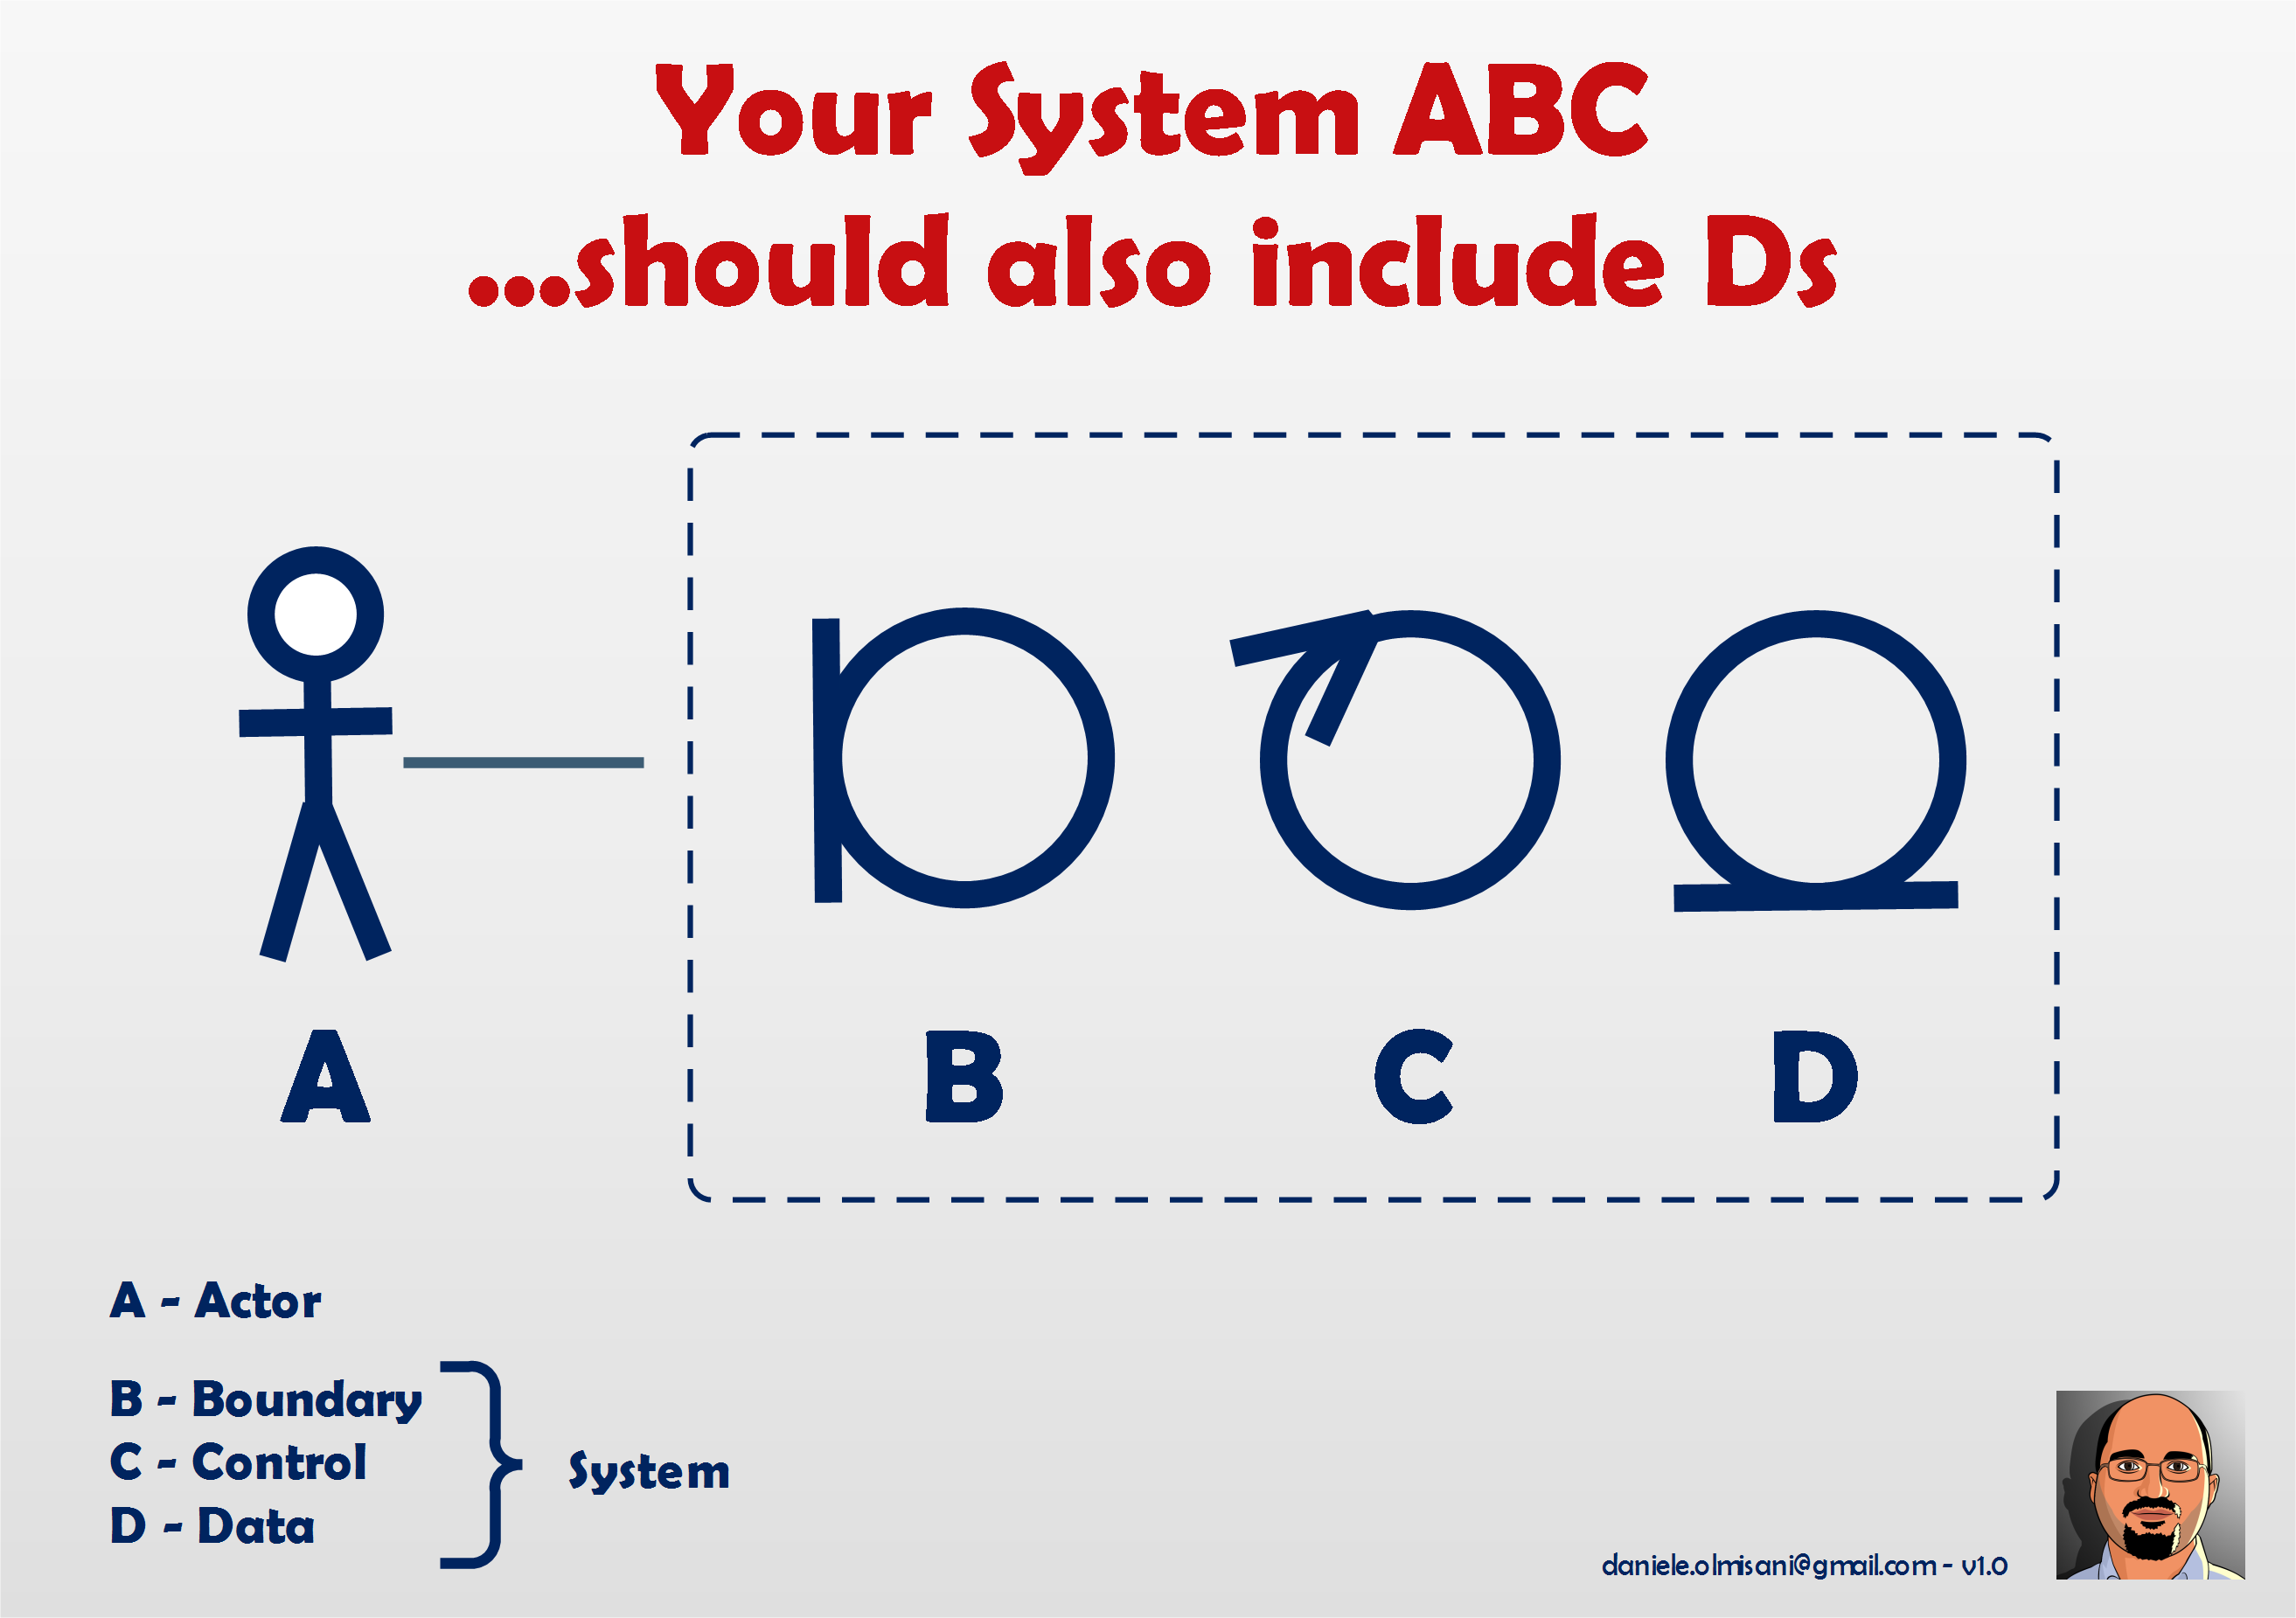 Your System ABC
...should also include Ds
A
B
C
D
A - Actor
B - Boundary
C - Control
D - Data
System
daniele.olmisani@gmail.com - v1.0